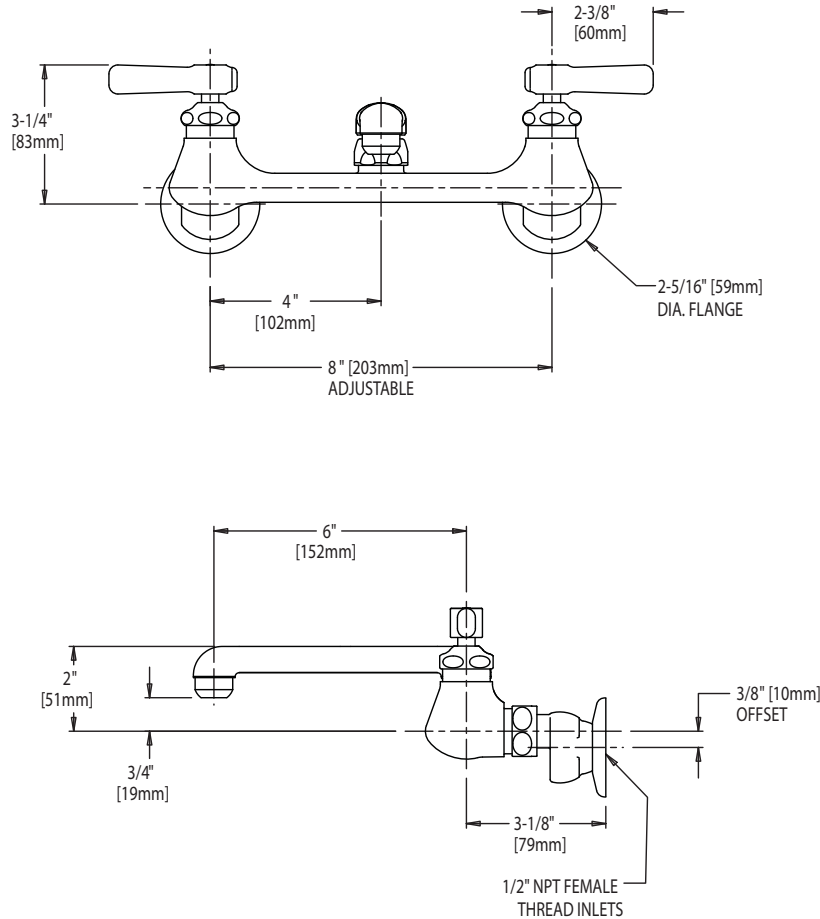 2-3/8"
[60mm]
3-1/4"
[83mm]
2-5/16" [59mm]
DIA. FLANGE
4"
[102mm]
8" [203mm]
ADJUSTABLE
6"
[152mm]
2"
[51mm]
3/8" [10mm]
OFFSET
3/4"
[19mm]
3-1/8"
[79mm]
1/2" NPT FEMALE
THREAD INLETS